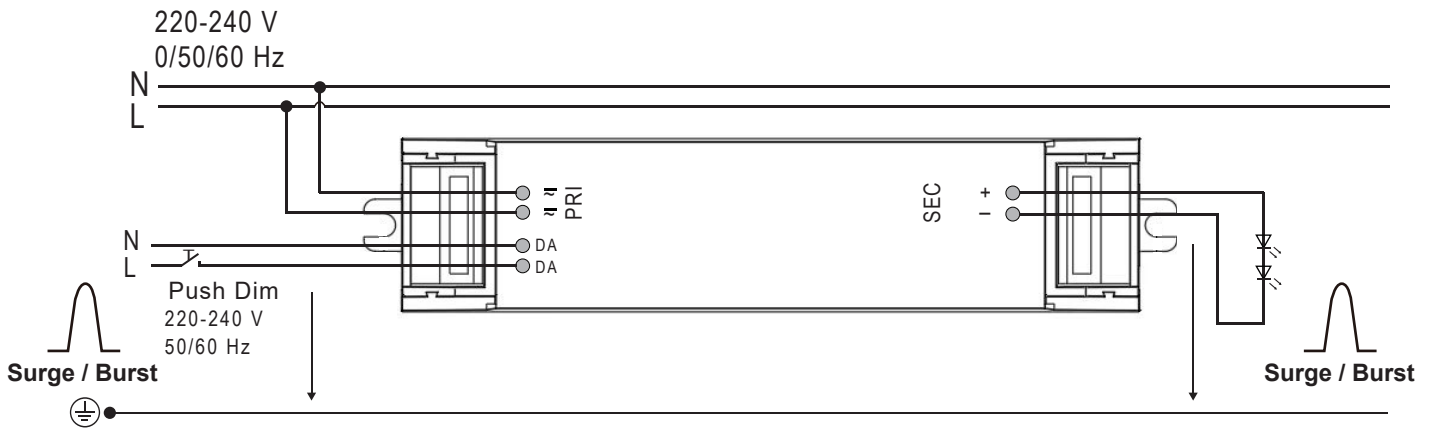 220-240 V
0/50/60 Hz
N
L
≂ PRI
≂
SEC +
−
N
L
DA
DA
Push Dim
220-240 V
50/60 Hz
Surge / Burst
Surge / Burst